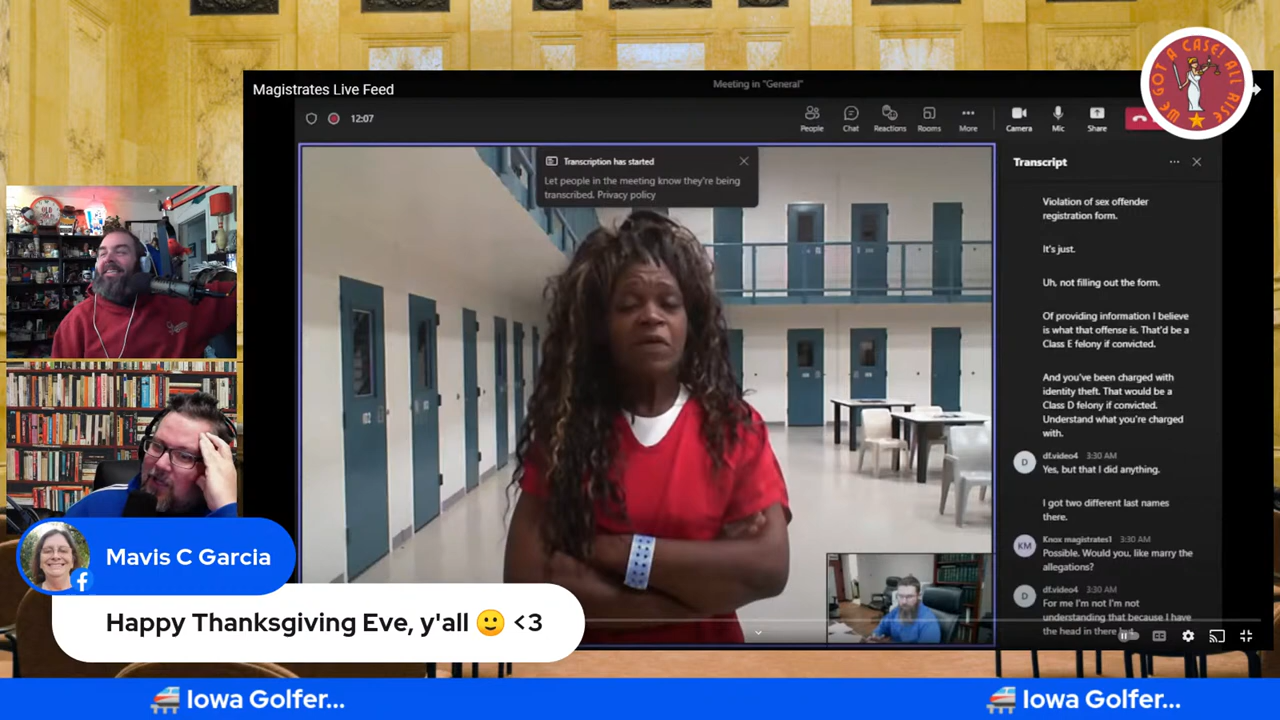 Magistrates Live Feed
Meeting in "General"
WE GOT A CASE! ALL RISE
12:07
People
Chat
Reactions
Rooms
More
Camera
Mic
Share
Transcription has started
Let people in the meeting know they're being
transcribed. Privacy policy
Transcript
Violation of sex offender
registration form.
It's just.
Uh, not filling out the form.
Of providing information I believe
is what that offense is. That'd be a
Class E felony if convicted.
And you've been charged with
identity theft. That would be a
Class D felony if convicted.
Understand what you're charged
with.
D
df.video4 3:30 AM
Yes, but that I did anything.
I got two different last names
there.
KM
Knox magistrates1 3:30 AM
Possible. Would you, like marry the
allegations?
D
df.video4 3:30 AM
For me I'm not I'm not
understanding that because I have
the head in there
CC
Mavis C Garcia
Happy Thanksgiving Eve, y'all 🙂 <3
🚈 Iowa Golfer...
🚈 Iowa Golfer...